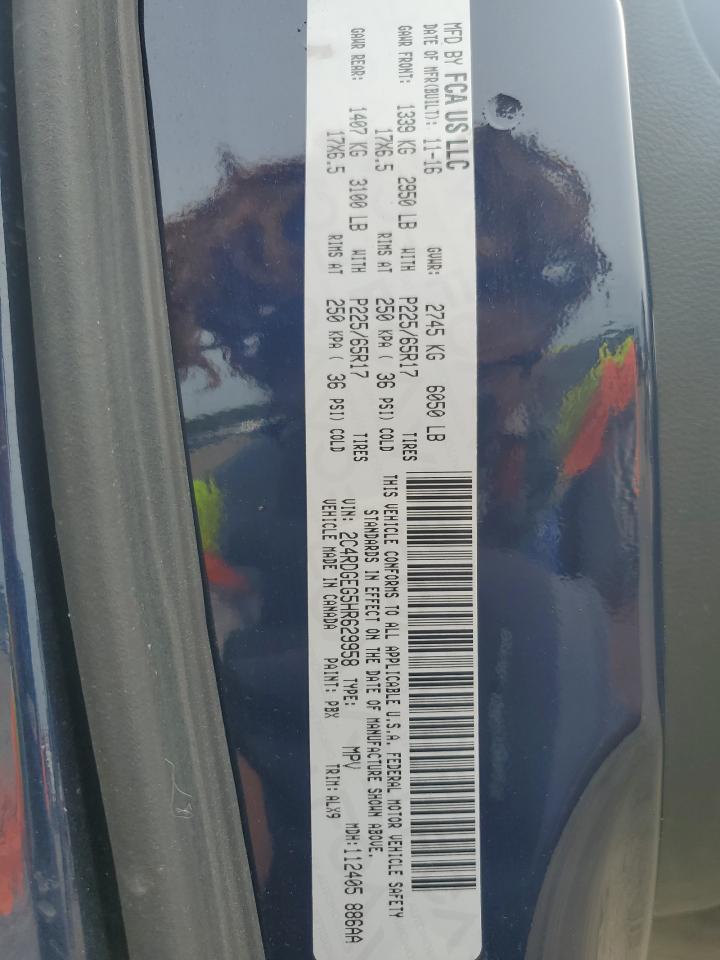 MFD BY FCA US LLC
DATE OF MFR(BUILT): 11-16 GVWR: 2745 KG 6050 LB
GAWR FRONT: 1339 KG 2950 LB WITH P225/65R17 TIRES
17X6.5 RIMS AT 250 KPA ( 36 PSI) COLD
GAWR REAR: 1407 KG 3100 LB WITH P225/65R17 TIRES
17X6.5 RIMS AT 250 KPA ( 36 PSI) COLD
THIS VEHICLE CONFORMS TO ALL APPLICABLE U.S.A. FEDERAL MOTOR VEHICLE SAFETY
STANDARDS IN EFFECT ON THE DATE OF MANUFACTURE SHOWN ABOVE.
VIN: 2C4RDGEG5HR629958 TYPE: MPV MDH:112405 886AA
VEHICLE MADE IN CANADA PAINT: PBX TRIM:ALX9